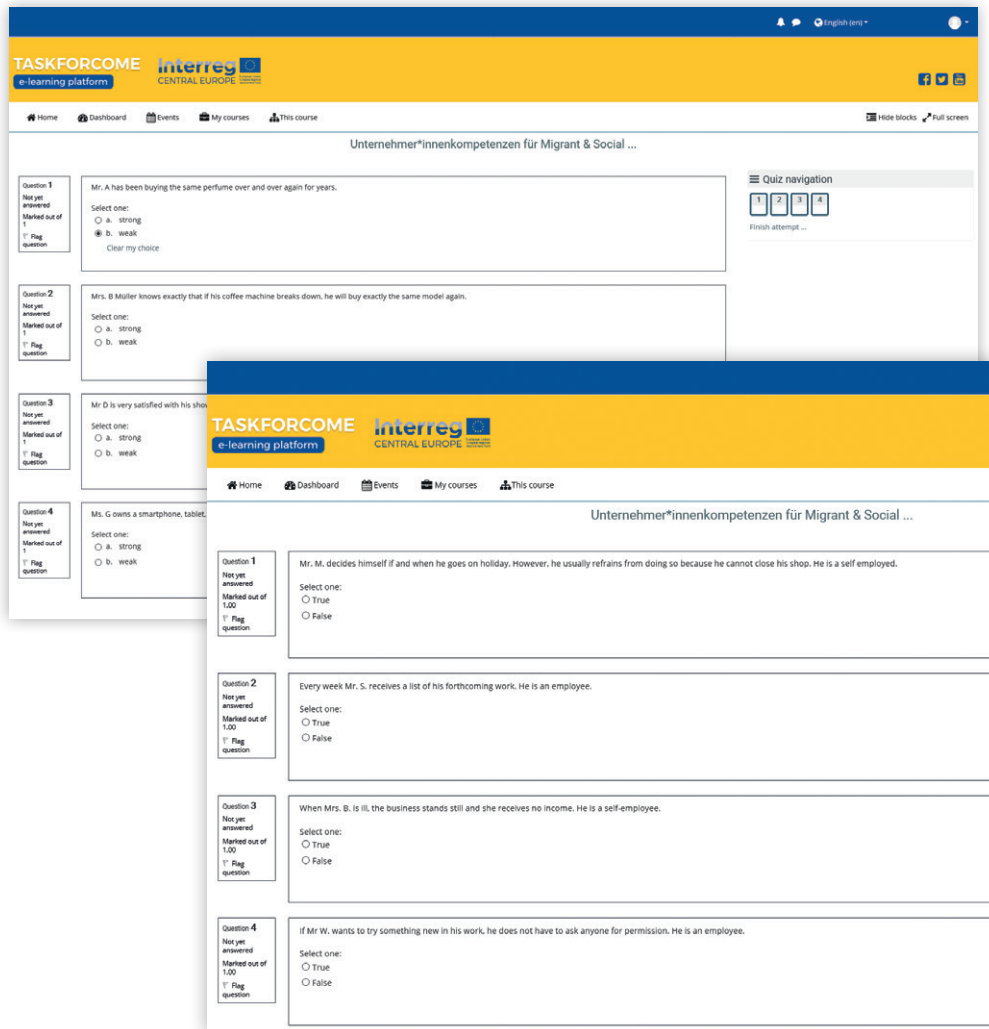 English (en)
TASKFORCOME
e-learning platform
Interreg
CENTRAL EUROPE
Home Dashboard Events My courses This course Hide blocks Full screen
Unternehmer*innenkompetenzen für Migrant & Social ...
Question 1
Not yet
answered
Marked out of
1
Flag
question
Mr. A has been buying the same perfume over and over again for years.
Select one:
a. strong
b. weak
Clear my choice
Quiz navigation
1 2 3 4
Finish attempt ...
Question 2
Not yet
answered
Marked out of
1
Flag
question
Mrs. B Müller knows exactly that if his coffee machine breaks down, he will buy exactly the same model again.
Select one:
a. strong
b. weak
Question 3
Not yet
answered
Marked out of
1
Flag
question
Mr D is very satisfied with his
Select one:
a. strong
b. weak
Question 4
Not yet
answered
Marked out of
1
Flag
question
Ms. G owns a smartphone, tablet,
Select one:
a. strong
b. weak
TASKFORCOME
e-learning platform
Interreg
CENTRAL EUROPE
Home Dashboard Events My courses This course
Unternehmer*innenkompetenzen für Migrant & Social ...
Question 1
Not yet
answered
Marked out of
1.00
Flag
question
Mr. M. decides himself if and when he goes on holiday. However, he usually refrains from doing so because he cannot close his shop. He is a self employed.
Select one:
True
False
Question 2
Not yet
answered
Marked out of
1.00
Flag
question
Every week Mr. S. receives a list of his forthcoming work. He is an employee.
Select one:
True
False
Question 3
Not yet
answered
Marked out of
1.00
Flag
question
When Mrs. B. is ill, the business stands still and she receives no income. He is a self-employee.
Select one:
True
False
Question 4
Not yet
answered
Marked out of
1.00
Flag
question
If Mr W. wants to try something new in his work, he does not have to ask anyone for permission. He is an employee.
Select one:
True
False